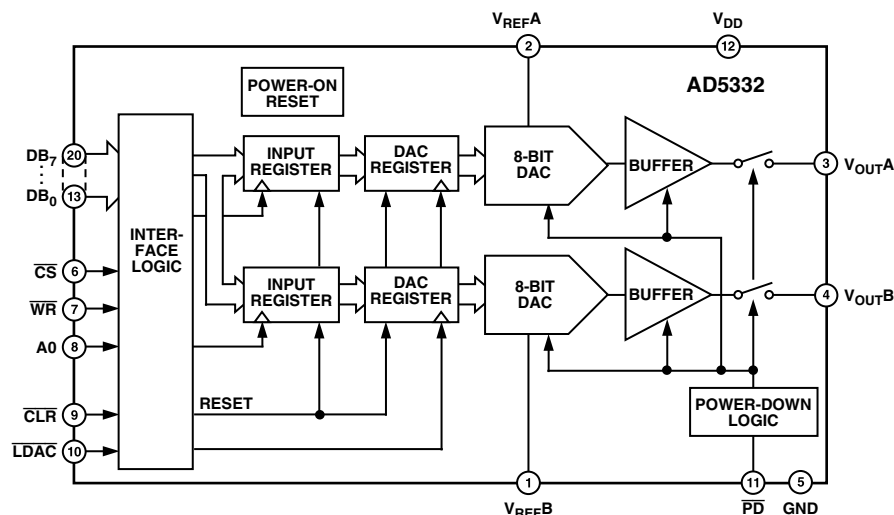 VREFA
VDD
2
12
POWER-ON
RESET
AD5332
DB7
20
DB0
13
INTER-
FACE
LOGIC
INPUT
REGISTER
DAC
REGISTER
8-BIT
DAC
BUFFER
3
VOUTA
CS
6
WR
7
A0
8
INPUT
REGISTER
DAC
REGISTER
8-BIT
DAC
BUFFER
4
VOUTB
CLR
9
RESET
LDAC
10
POWER-DOWN
LOGIC
1
11
5
VREFB
PD
GND